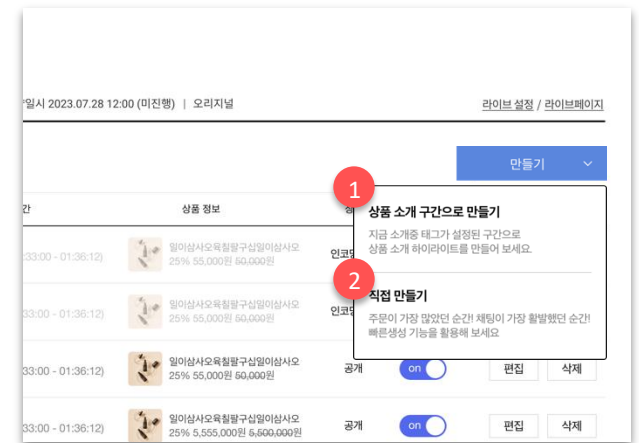 일시 2023.07.28 12:00 (미진행) | 오리지널
라이브 설정 / 라이브페이지
만들기
간
상품 정보
1
상품 소개 구간으로 만들기
지금 소개중 태그가 설정된 구간으로
상품 소개 하이라이트를 만들어 보세요.
2
직접 만들기
주문이 가장 많았던 순간! 채팅이 가장 활발했던 순간!
빠른생성 기능을 활용해 보세요
:33:00 - 01:36:12)
일이삼사오육칠팔구십일이삼사오
25% 55,000원 50,000원
인코딩
33:00 - 01:36:12)
일이삼사오육칠팔구십일이삼사오
25% 55,000원 60,000원
인코딩
33:00 - 01:36:12)
일이삼사오육칠팔구십일이삼사오
25% 55,000원 60,000원
공개
on
편집
삭제
33:00 - 01:36:12)
일이삼사오육칠팔구십일이삼사오
25% 5,555,000원 5,500,000원
공개
on
편집
삭제